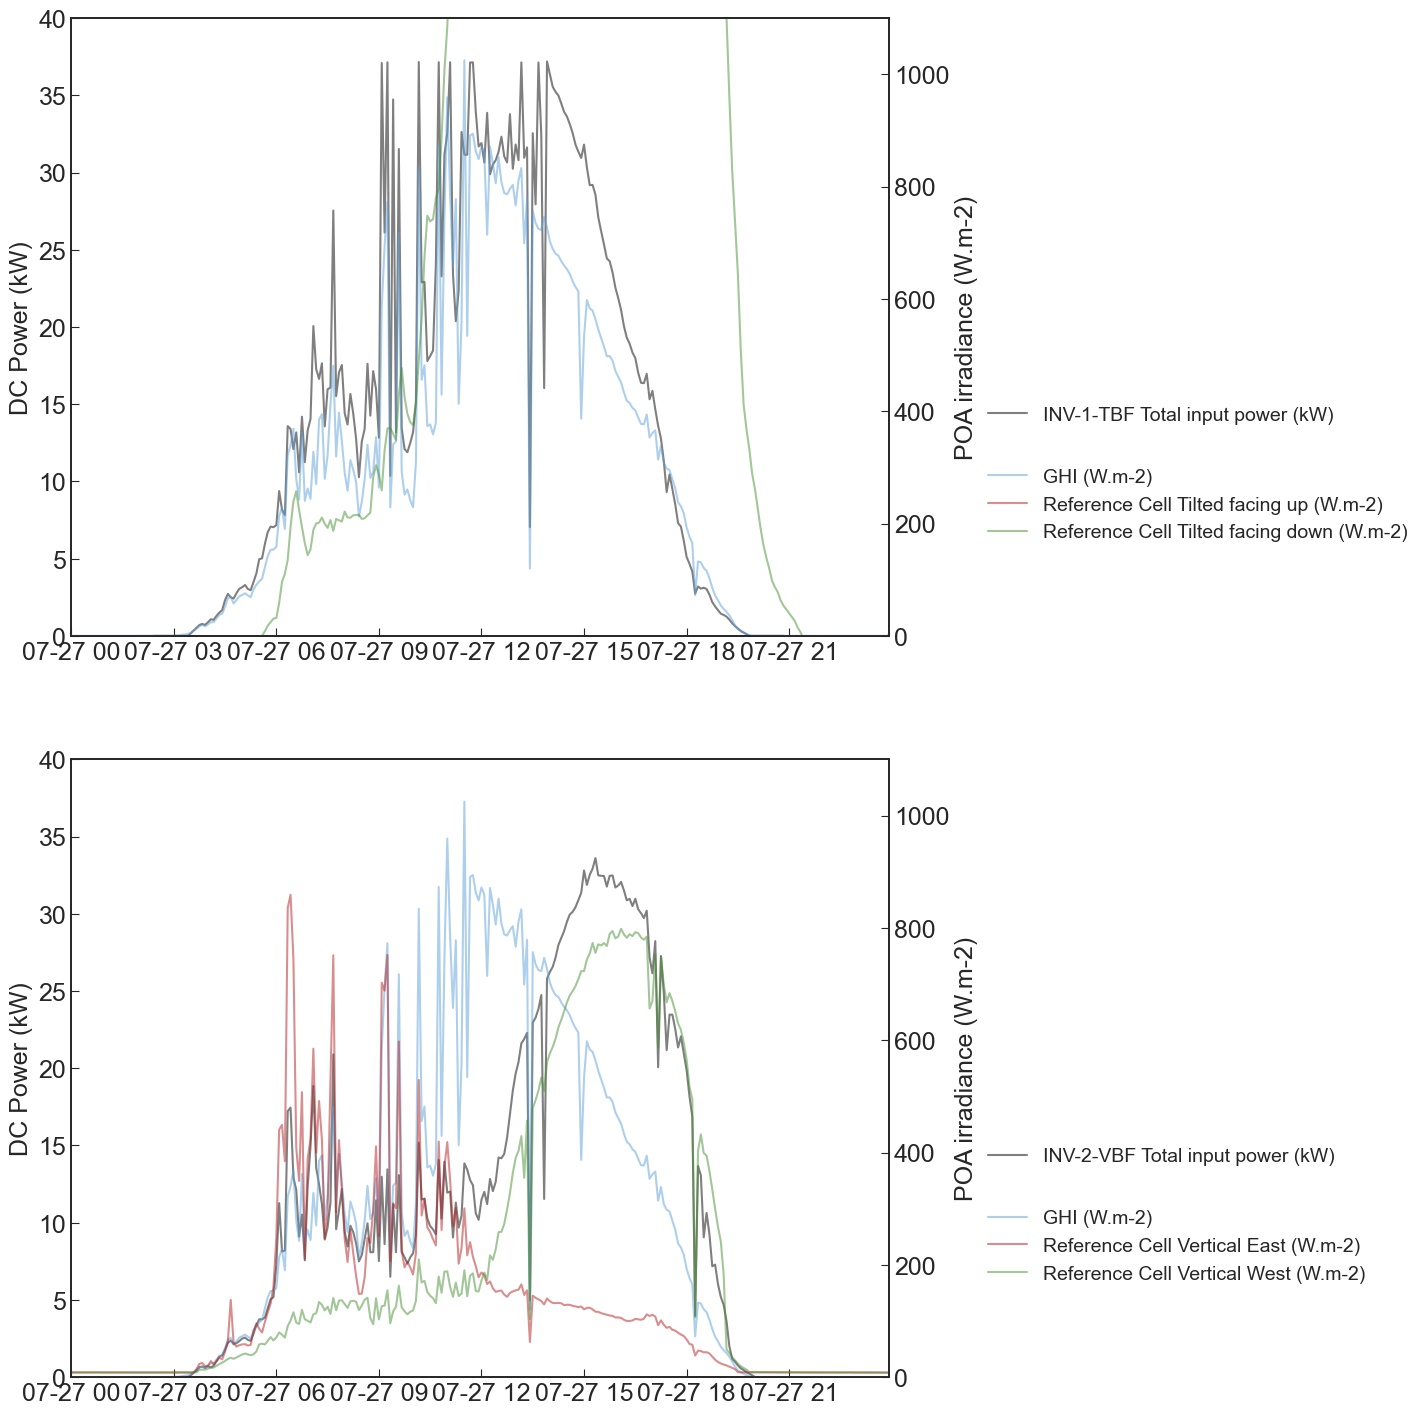 40
35
30
25
20
15
10
5
0
DC Power (kW)
1000
800
600
400
200
0
POA irradiance (W.m-2)
07-27 00 07-27 03 07-27 06 07-27 09 07-27 12 07-27 15 07-27 18 07-27 21
INV-1-TBF Total input power (kW)
GHI (W.m-2)
Reference Cell Tilted facing up (W.m-2)
Reference Cell Tilted facing down (W.m-2)
40
35
30
25
20
15
10
5
0
DC Power (kW)
1000
800
600
400
200
0
POA irradiance (W.m-2)
07-27 00 07-27 03 07-27 06 07-27 09 07-27 12 07-27 15 07-27 18 07-27 21
INV-2-VBF Total input power (kW)
GHI (W.m-2)
Reference Cell Vertical East (W.m-2)
Reference Cell Vertical West (W.m-2)